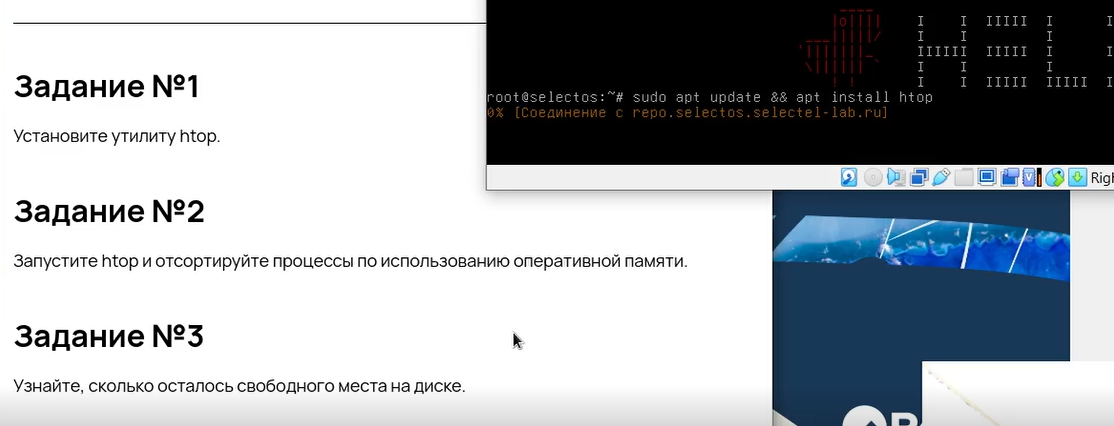 Задание №1
Установите утилиту htop.
Задание №2
Запустите htop и отсортируйте процессы по использованию оперативной памяти.
Задание №3
Узнайте, сколько осталось свободного места на диске.
root@selectos:~# sudo apt update && apt install htop
0% [Соединение с repo.selectos.selectel-lab.ru]